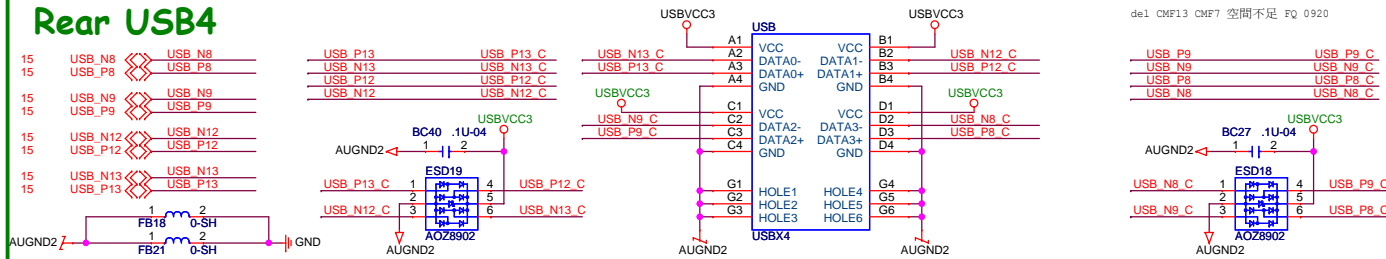 Rear USB4
del CMF13 CMF7 空間不足 FQ 0920
15 USB_N8 USB_N8
15 USB_P8 USB_P8
15 USB_N9 USB_N9
15 USB_P9 USB_P9
15 USB_N12 USB_N12
15 USB_P12 USB_P12
15 USB_N13 USB_N13
15 USB_P13 USB_P13
AUGND2
1 2
FB18 0-SH
1 2
FB21 0-SH
GND
USB_P13 USB_P13_C
USB_N13 USB_N13_C
USB_P12 USB_P12_C
USB_N12 USB_N12_C
USBVCC3
BC40 .1U-04
AUGND2 1 2
ESD19
USB_P13_C 1 4 USB_P12_C
2 5
USB_N12_C 3 6 USB_N13_C
AOZ8902
AUGND2
USBVCC3 USBVCC3
USB
A1 VCC VCC B1
USB_N13_C A2 DATA0- DATA1- B2 USB_N12_C
USB_P13_C A3 DATA0+ DATA1+ B3 USB_P12_C
A4 GND GND B4
USBVCC3 USBVCC3
C1 VCC VCC D1
USB_N9_C C2 DATA2- DATA3- D2 USB_N8_C
USB_P9_C C3 DATA2+ DATA3+ D3 USB_P8_C
C4 GND GND D4
G1 HOLE1 HOLE4 G4
G2 HOLE2 HOLE5 G5
G3 HOLE3 HOLE6 G6
USBX4
AUGND2 AUGND2
USB_P9 USB_P9_C
USB_N9 USB_N9_C
USB_P8 USB_P8_C
USB_N8 USB_N8_C
USBVCC3
BC27 .1U-04
AUGND2 1 2
ESD18
USB_N8_C 1 4 USB_P9_C
2 5
USB_N9_C 3 6 USB_P8_C
AOZ8902
AUGND2